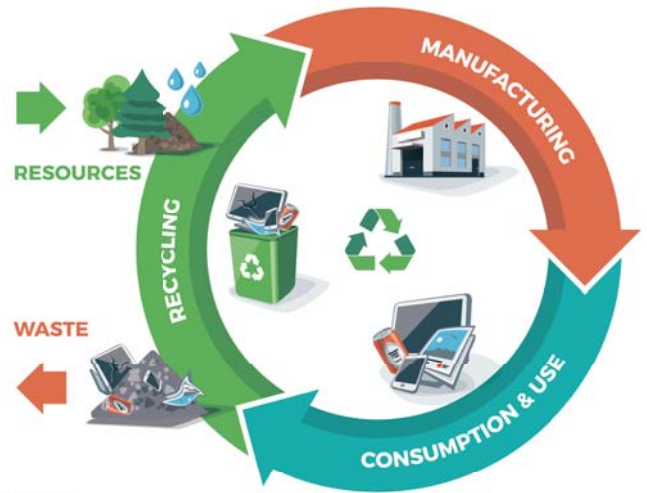 MANUFACTURING
RESOURCES
RECYCLING
WASTE
CONSUMPTION & USE